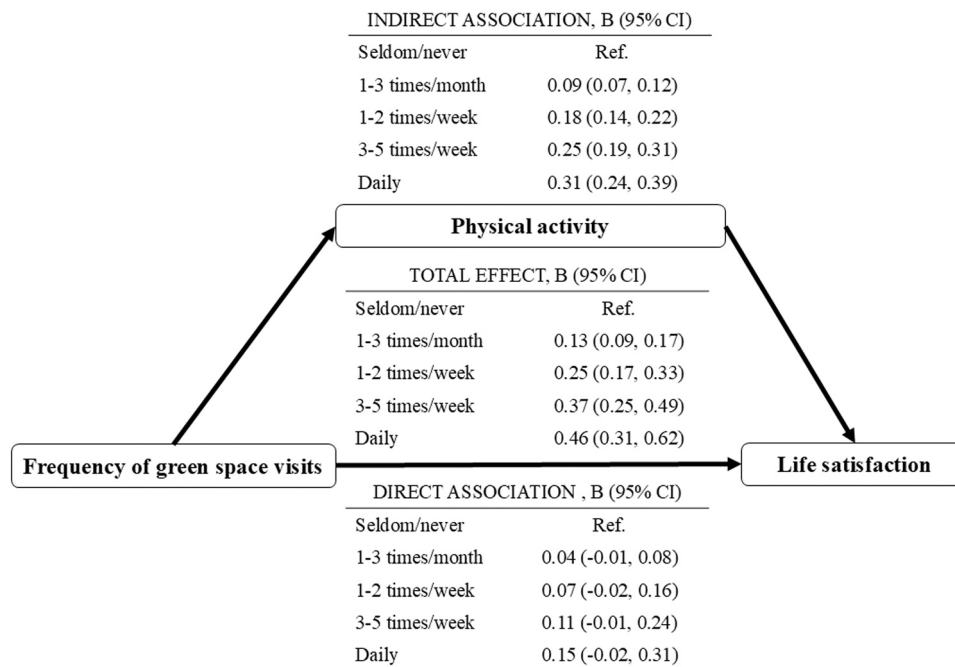 INDIRECT ASSOCIATION, B (95% CI)
Seldom/never Ref.
1-3 times/month 0.09 (0.07, 0.12)
1-2 times/week 0.18 (0.14, 0.22)
3-5 times/week 0.25 (0.19, 0.31)
Daily 0.31 (0.24, 0.39)
Physical activity
TOTAL EFFECT, B (95% CI)
Seldom/never Ref.
1-3 times/month 0.13 (0.09, 0.17)
1-2 times/week 0.25 (0.17, 0.33)
3-5 times/week 0.37 (0.25, 0.49)
Daily 0.46 (0.31, 0.62)
Frequency of green space visits Life satisfaction
DIRECT ASSOCIATION , B (95% CI)
Seldom/never Ref.
1-3 times/month 0.04 (-0.01, 0.08)
1-2 times/week 0.07 (-0.02, 0.16)
3-5 times/week 0.11 (-0.01, 0.24)
Daily 0.15 (-0.02, 0.31)